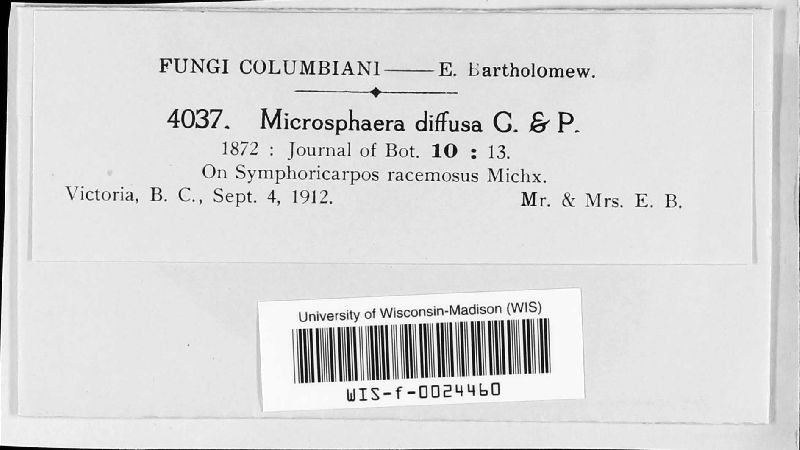 FUNGI COLUMBIANI — E. Bartholomew.
4037. Microsphaera diffusa C. & P.
1872 : Journal of Bot. 10 : 13.
On Symphoricarpos racemosus Michx.
Victoria, B. C., Sept. 4, 1912. Mr. & Mrs. E. B.
University of Wisconsin-Madison (WIS)
WIS-f-0024460